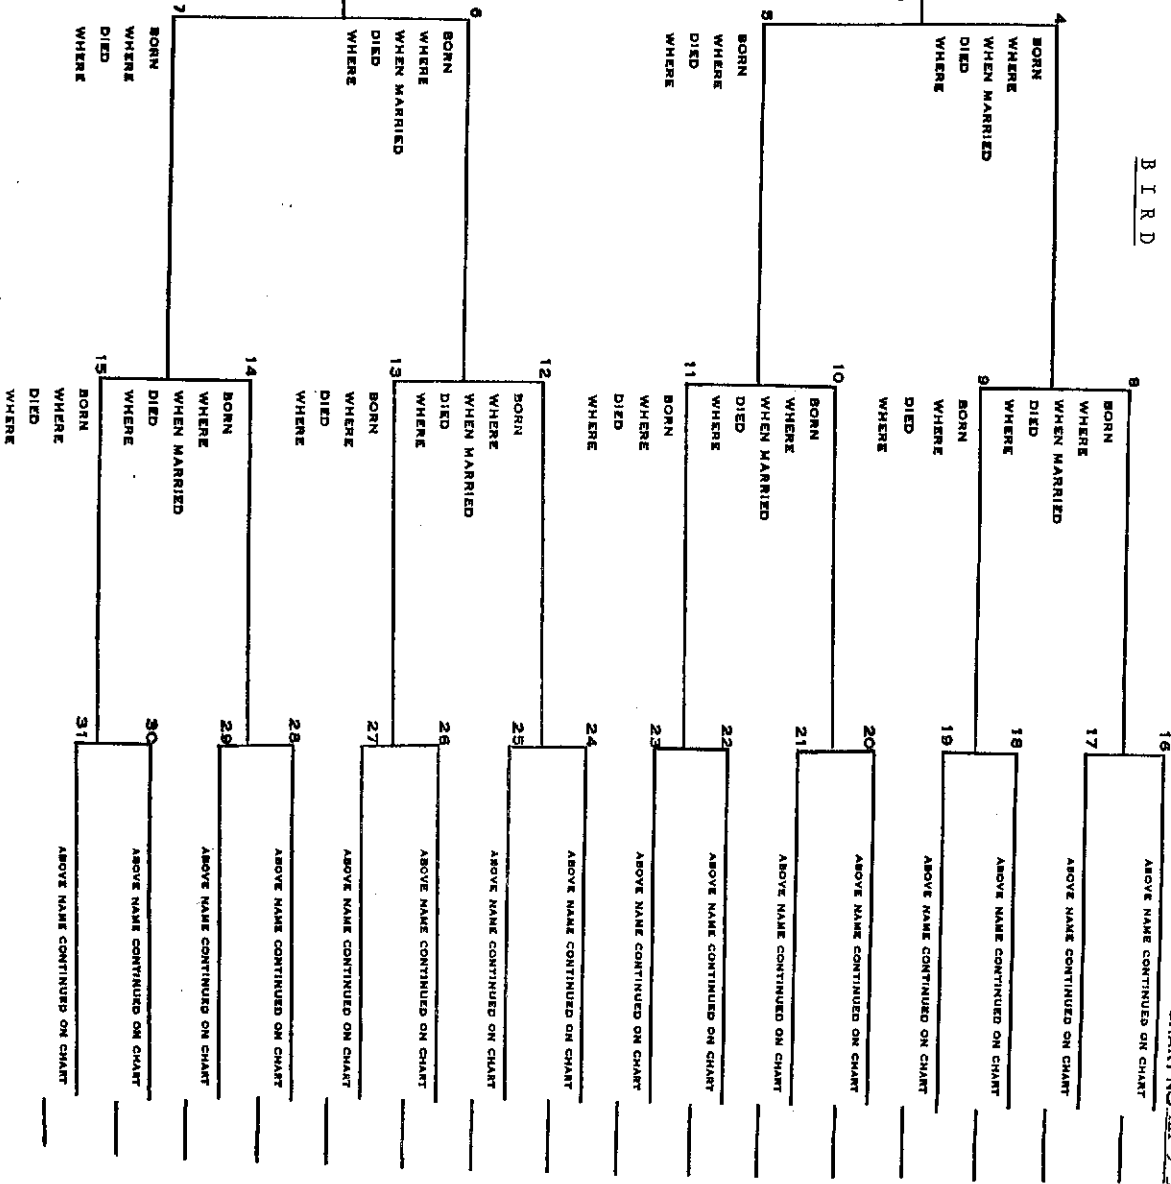 CHART NO.
BIRD
16
ABOVE NAME CONTINUED ON CHART
8
BORN
WHERE
WHEN MARRIED
DIED
WHERE
17
ABOVE NAME CONTINUED ON CHART
4
BORN
WHERE
WHEN MARRIED
DIED
WHERE
18
ABOVE NAME CONTINUED ON CHART
9
BORN
WHERE
DIED
WHERE
19
ABOVE NAME CONTINUED ON CHART
20
ABOVE NAME CONTINUED ON CHART
10
BORN
WHERE
WHEN MARRIED
DIED
WHERE
21
ABOVE NAME CONTINUED ON CHART
5
BORN
WHERE
DIED
WHERE
22
ABOVE NAME CONTINUED ON CHART
11
BORN
WHERE
DIED
WHERE
23
ABOVE NAME CONTINUED ON CHART
24
ABOVE NAME CONTINUED ON CHART
12
BORN
WHERE
WHEN MARRIED
DIED
WHERE
25
ABOVE NAME CONTINUED ON CHART
6
BORN
WHERE
WHEN MARRIED
DIED
WHERE
26
ABOVE NAME CONTINUED ON CHART
13
BORN
WHERE
DIED
WHERE
27
ABOVE NAME CONTINUED ON CHART
28
ABOVE NAME CONTINUED ON CHART
14
BORN
WHERE
WHEN MARRIED
DIED
WHERE
29
ABOVE NAME CONTINUED ON CHART
7
BORN
WHERE
DIED
WHERE
30
ABOVE NAME CONTINUED ON CHART
15
BORN
WHERE
DIED
WHERE
31
ABOVE NAME CONTINUED ON CHART